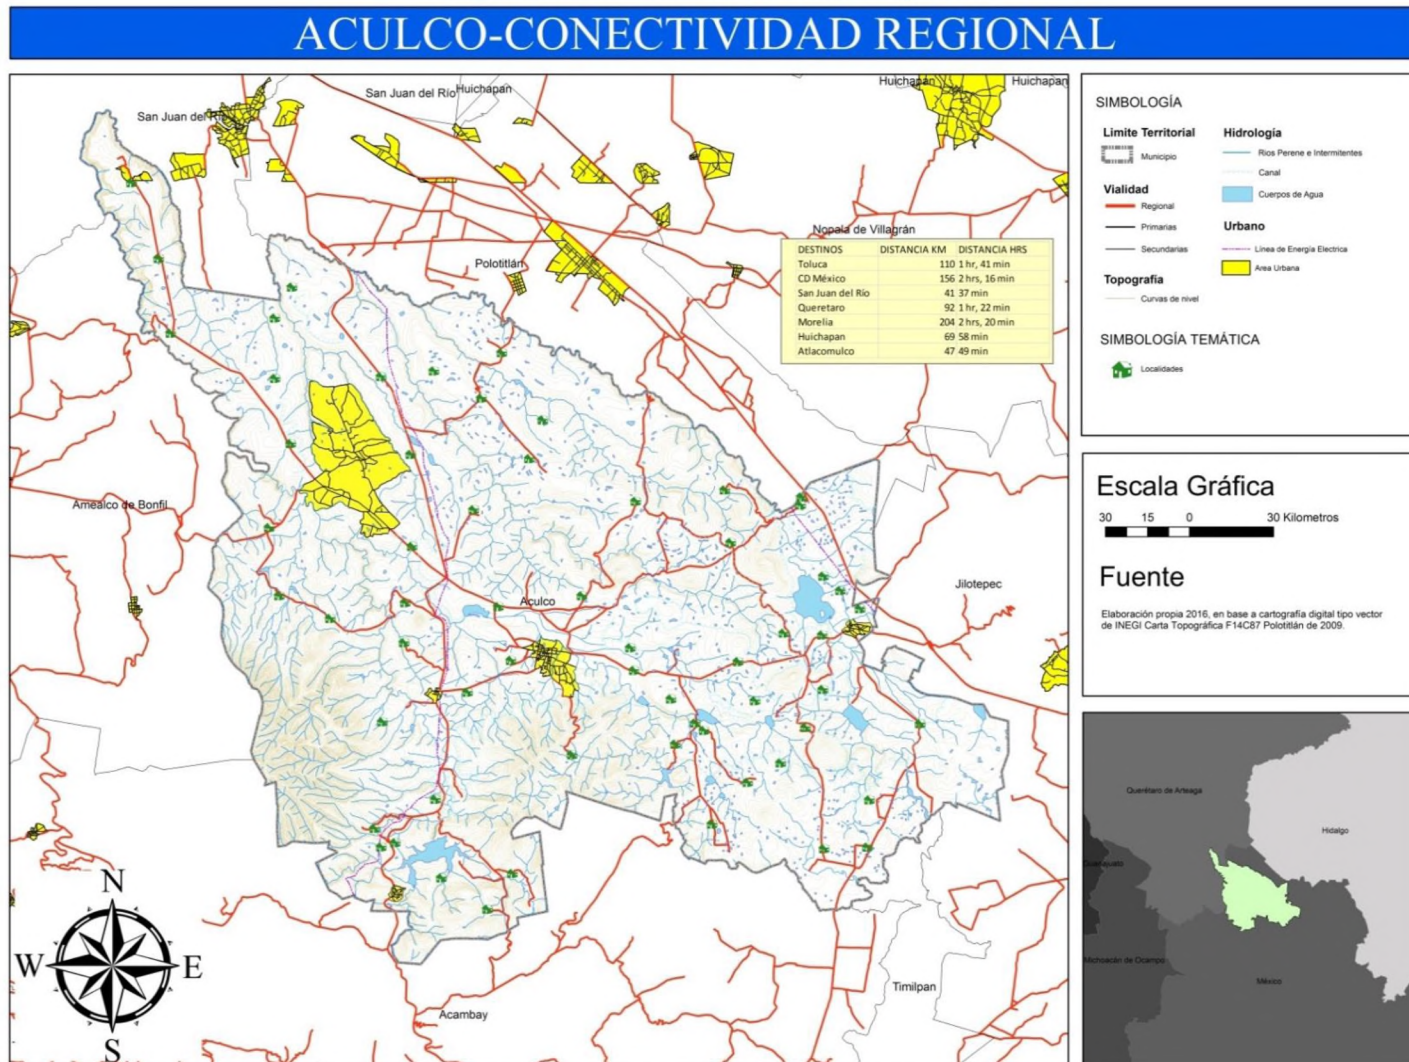 ACULCO-CONECTIVIDAD REGIONAL
San Juan del Río
Huichapan
Huichapan
Huichapan
San Juan del Río
Nopala de Villagrán
Polotitlán
DESTINOS DISTANCIA KM DISTANCIA HRS
Toluca 110 1 hr, 41 min
CD México 156 2 hrs, 16 min
San Juan del Río 41 37 min
Queretaro 92 1 hr, 22 min
Morelia 204 2 hrs, 20 min
Huichapan 69 58 min
Atlacomulco 47 49 min
Amealco de Bonfil
Aculco
Jilotepec
Timilpan
Acambay
N
W E
S
SIMBOLOGÍA
Limite Territorial
Municipio
Vialidad
Regional
Primarias
Secundarias
Topografía
Curvas de nivel
Hidrología
Rios Perene e Intermitentes
Canal
Cuerpos de Agua
Urbano
Linea de Energía Electrica
Area Urbana
SIMBOLOGÍA TEMÁTICA
Localidades
Escala Gráfica
30 15 0 30 Kilometros
Fuente
Elaboración propia 2016, en base a cartografía digital tipo vector
de INEGI Carta Topográfica F14C87 Polotitlán de 2009.
Querétaro de Arteaga
Hidalgo
Guanajuato
Michoacán de Ocampo
México